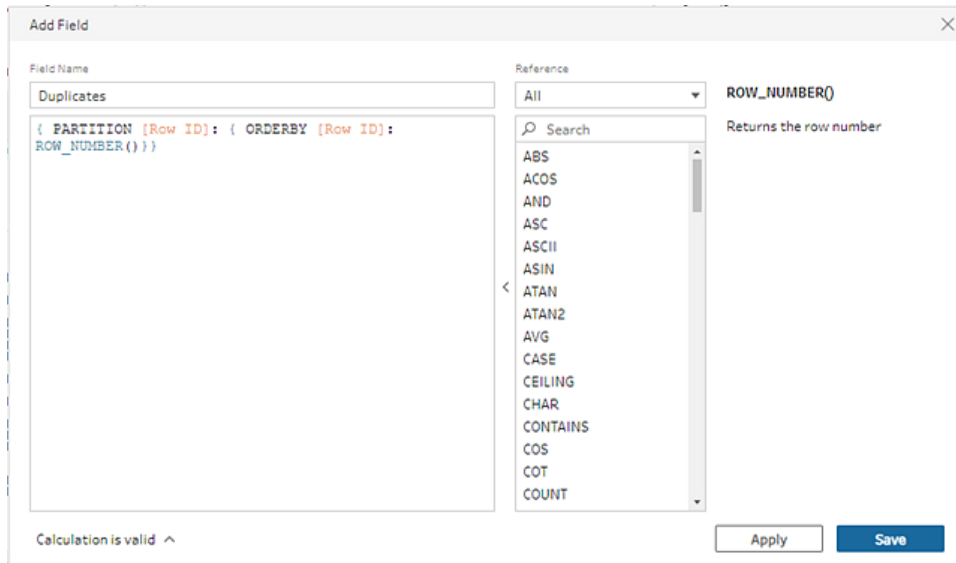 Add Field
Field Name
Duplicates
{ PARTITION [Row ID]: { ORDERBY [Row ID]:
ROW_NUMBER()}}
Reference
All
Search
ABS
ACOS
AND
ASC
ASCII
ASIN
ATAN
ATAN2
AVG
CASE
CEILING
CHAR
CONTAINS
COS
COT
COUNT
ROW_NUMBER()
Returns the row number
Calculation is valid
Apply
Save